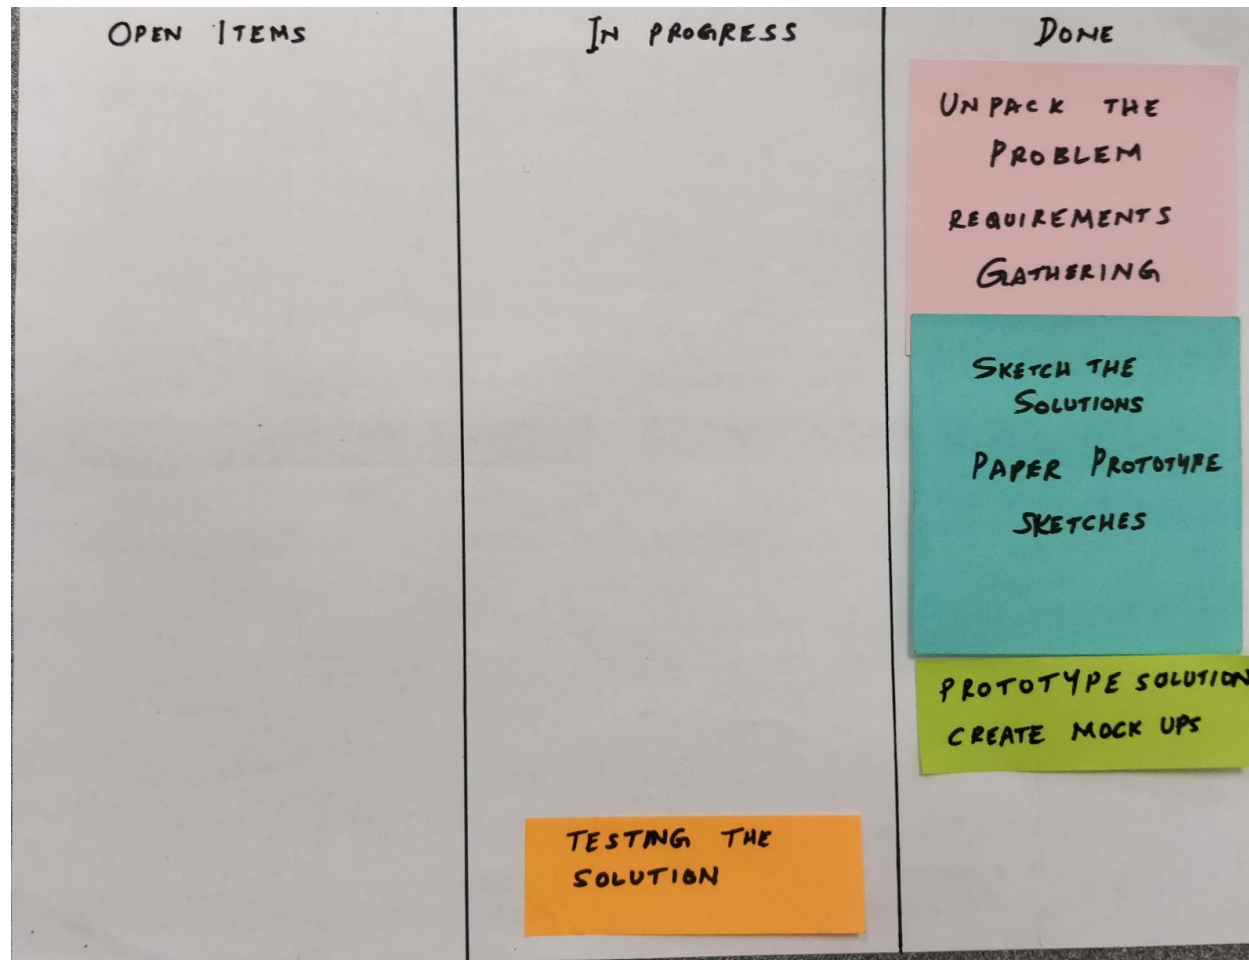 OPEN ITEMS
IN PROGRESS
DONE
UNPACK THE
PROBLEM
REQUIREMENTS
GATHERING
SKETCH THE
SOLUTIONS
PAPER PROTOTYPE
SKETCHES
PROTOTYPE SOLUTION
CREATE MOCK UPS
TESTING THE
SOLUTION